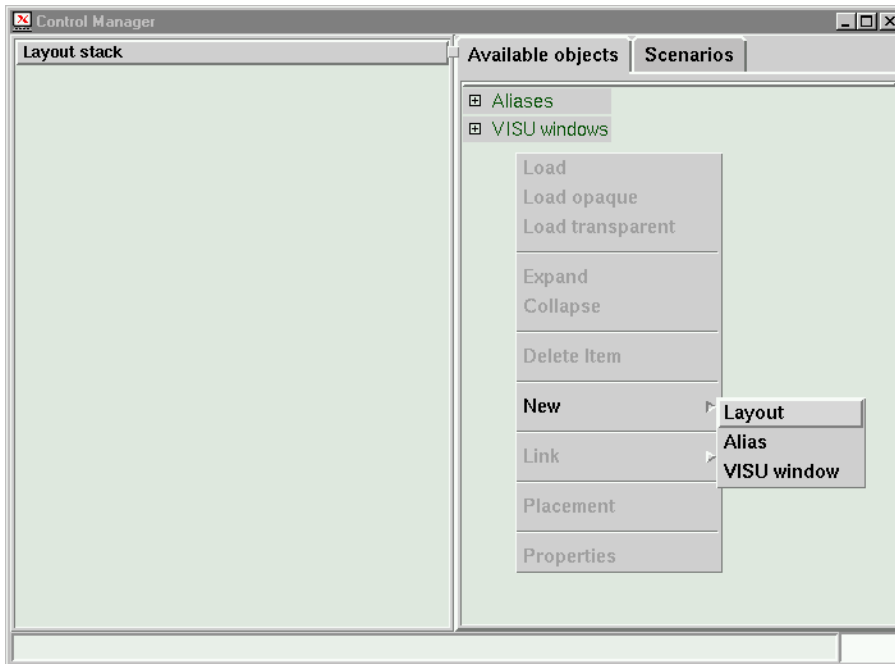 Control Manager
Layout stack
Available objects
Scenarios
Aliases
VISU windows
Load
Load opaque
Load transparent
Expand
Collapse
Delete Item
New
Layout
Alias
VISU window
Link
Placement
Properties